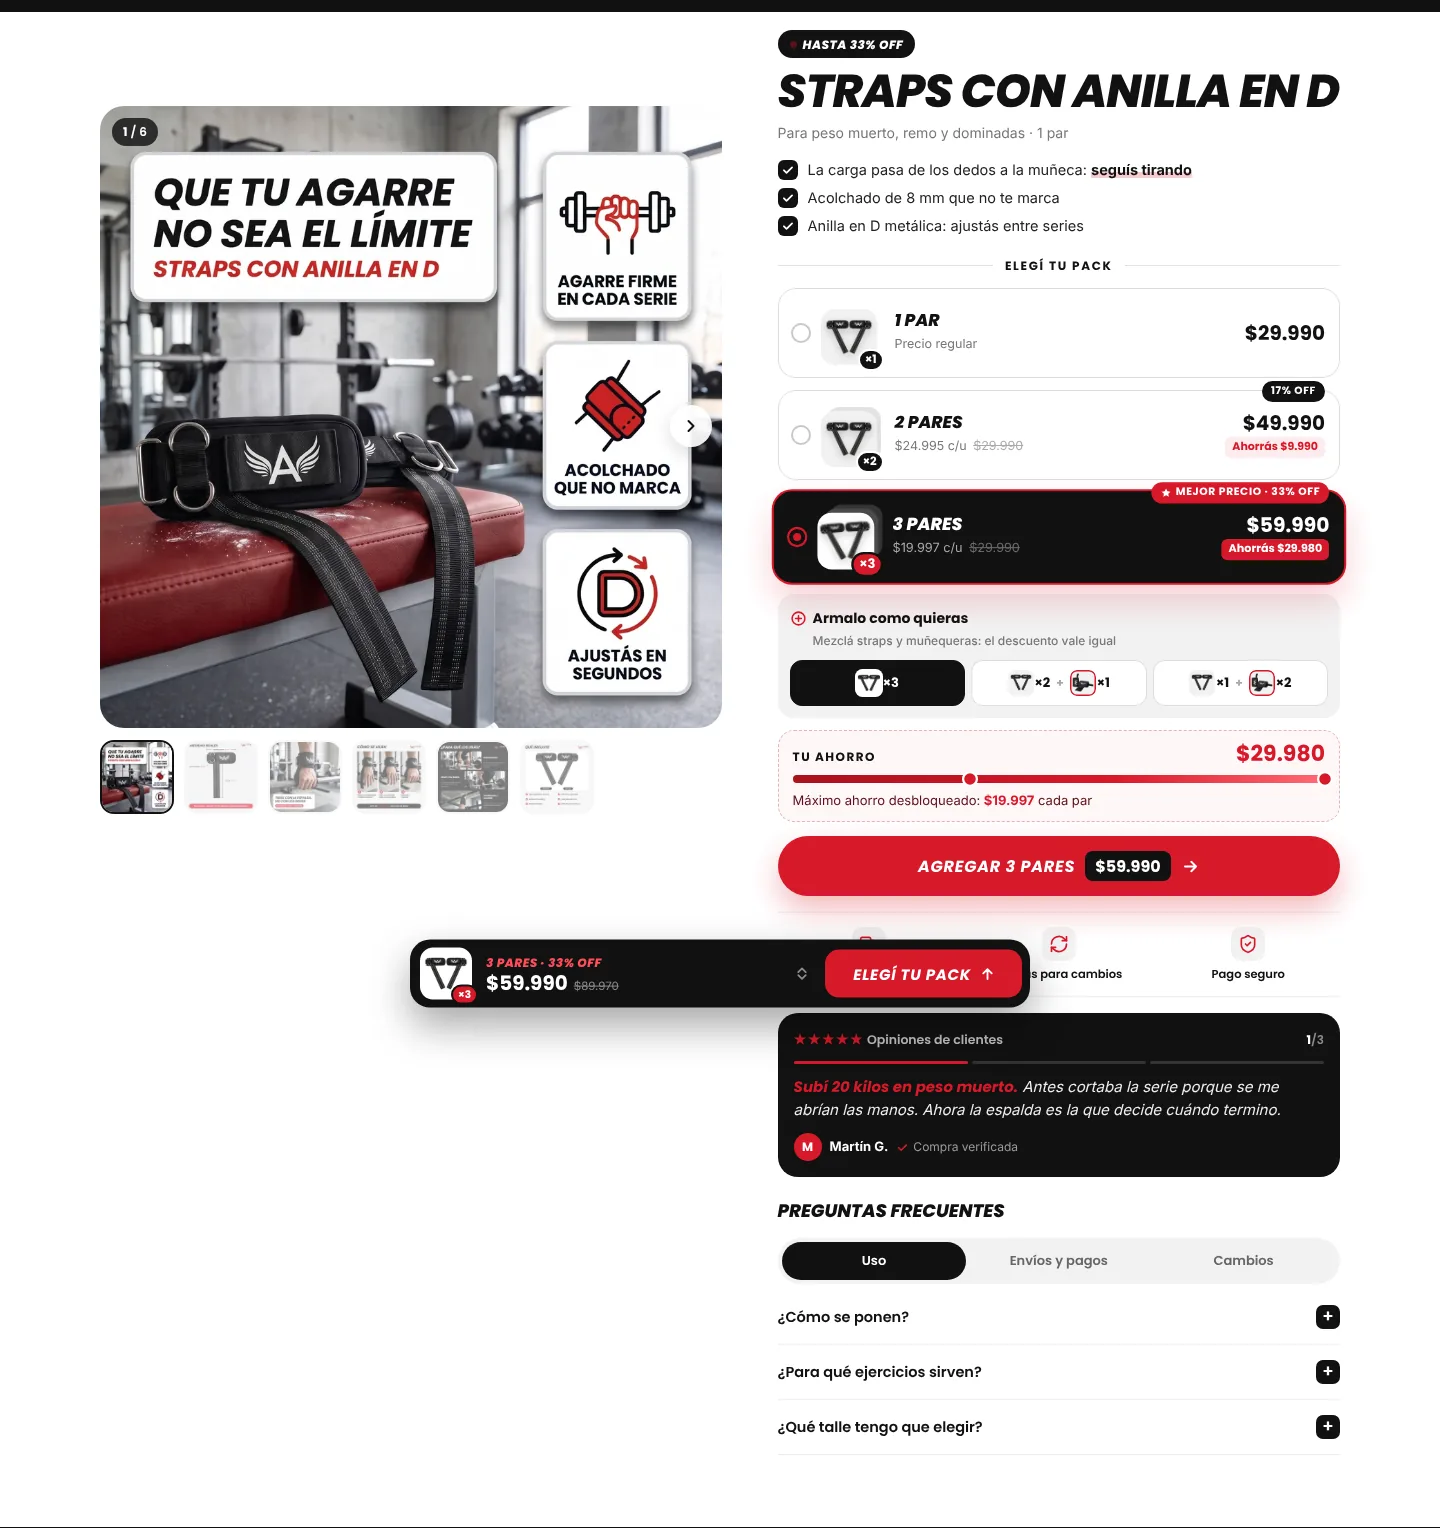 HASTA 33% OFF
STRAPS CON ANILLA EN D
Para peso muerto, remo y dominadas · 1 par
La carga pasa de los dedos a la muñeca: seguís tirando
Acolchado de 8 mm que no te marca
Anilla en D metálica: ajustás entre series
1 / 6
QUE TU AGARRE
NO SEA EL LÍMITE
STRAPS CON ANILLA EN D
AGARRE FIRME
EN CADA SERIE
ACOLCHADO
QUE NO MARCA
D
AJUSTÁS EN
SEGUNDOS
A
ELEGÍ TU PACK
1 PAR
Precio regular
×1
$29.990
17% OFF
2 PARES
$24.995 c/u $29.990
×2
$49.990
Ahorrás $9.990
★ MEJOR PRECIO · 33% OFF
3 PARES
$19.997 c/u $29.990
×3
$59.990
Ahorrás $29.980
Armalo como quieras
Mezclá straps y muñequeras: el descuento vale igual
×3
×2 + ×1
×1 + ×2
TU AHORRO
$29.980
Máximo ahorro desbloqueado: $19.997 cada par
AGREGAR 3 PARES $59.990 →
para cambios
Pago seguro
×3
3 PARES · 33% OFF
$59.990 $89.970
ELEGÍ TU PACK ↑
★★★★★ Opiniones de clientes
1/3
Subí 20 kilos en peso muerto. Antes cortaba la serie porque se me
abrían las manos. Ahora la espalda es la que decide cuándo termino.
M Martín G. Compra verificada
PREGUNTAS FRECUENTES
Uso
Envíos y pagos
Cambios
¿Cómo se ponen?
¿Para qué ejercicios sirven?
¿Qué talle tengo que elegir?